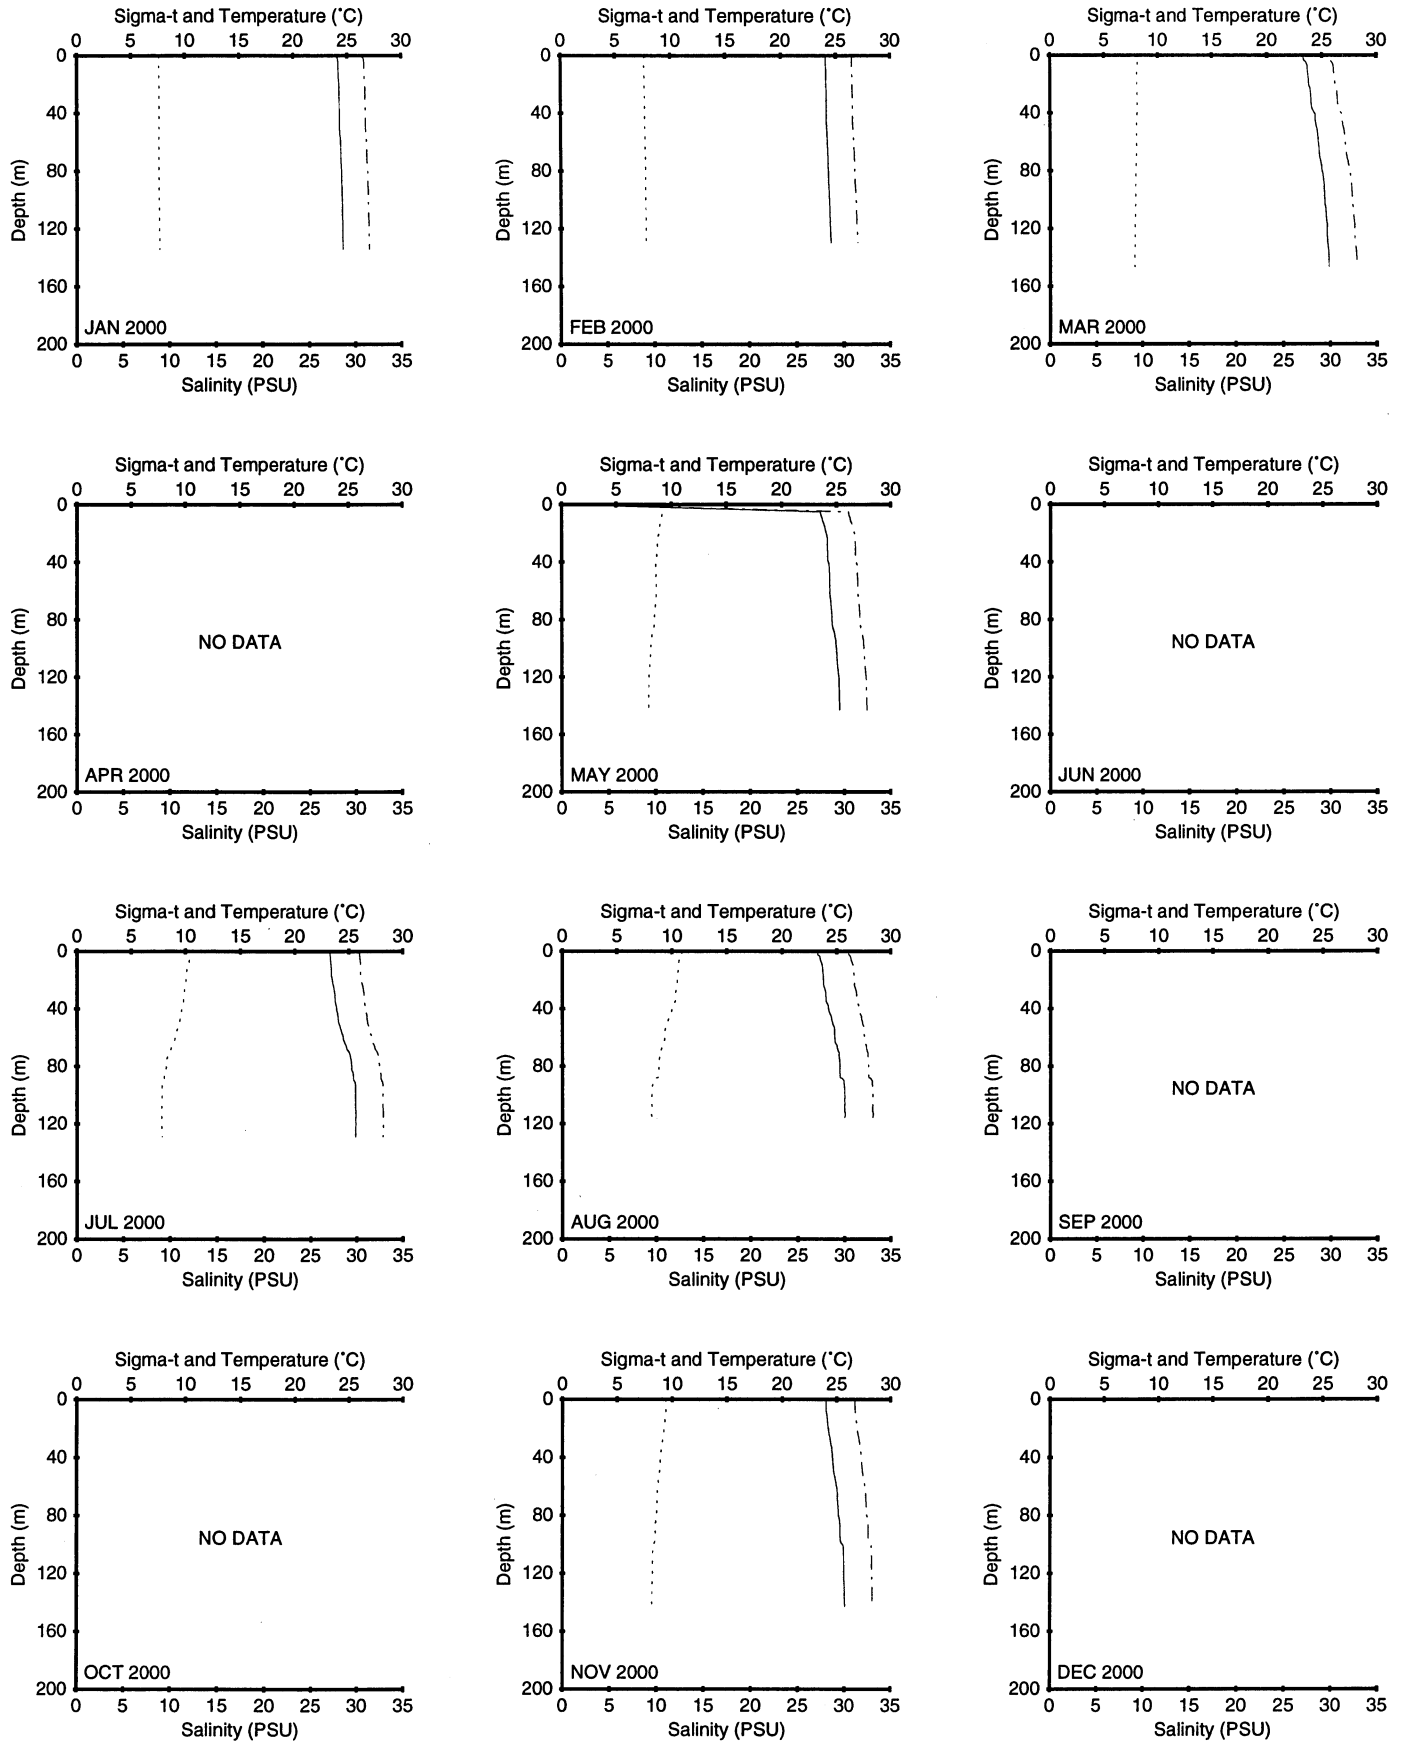 Sigma-t and Temperature (˚C) Sigma-t and Temperature (˚C) Sigma-t and Temperature (˚C)
0 5 10 15 20 25 30 0 5 10 15 20 25 30 0 5 10 15 20 25 30
0 0 0
40 40 40
80 80 80
Depth (m) Depth (m) Depth (m)
120 120 120
160 160 160
JAN 2000 FEB 2000 MAR 2000
200 200 200
0 5 10 15 20 25 30 35 0 5 10 15 20 25 30 35 0 5 10 15 20 25 30 35
Salinity (PSU) Salinity (PSU) Salinity (PSU)
Sigma-t and Temperature (˚C) Sigma-t and Temperature (˚C) Sigma-t and Temperature (˚C)
0 5 10 15 20 25 30 0 5 10 15 20 25 30 0 5 10 15 20 25 30
0 0 0
40 40 40
80 80 80
Depth (m) NO DATA Depth (m) Depth (m) NO DATA
120 120 120
160 160 160
APR 2000 MAY 2000 JUN 2000
200 200 200
0 5 10 15 20 25 30 35 0 5 10 15 20 25 30 35 0 5 10 15 20 25 30 35
Salinity (PSU) Salinity (PSU) Salinity (PSU)
Sigma-t and Temperature (˚C) Sigma-t and Temperature (˚C) Sigma-t and Temperature (˚C)
0 5 10 15 20 25 30 0 5 10 15 20 25 30 0 5 10 15 20 25 30
0 0 0
40 40 40
80 80 80
Depth (m) Depth (m) Depth (m) NO DATA
120 120 120
160 160 160
JUL 2000 AUG 2000 SEP 2000
200 200 200
0 5 10 15 20 25 30 35 0 5 10 15 20 25 30 35 0 5 10 15 20 25 30 35
Salinity (PSU) Salinity (PSU) Salinity (PSU)
Sigma-t and Temperature (˚C) Sigma-t and Temperature (˚C) Sigma-t and Temperature (˚C)
0 5 10 15 20 25 30 0 5 10 15 20 25 30 0 5 10 15 20 25 30
0 0 0
40 40 40
80 80 80
Depth (m) NO DATA Depth (m) Depth (m) NO DATA
120 120 120
160 160 160
OCT 2000 NOV 2000 DEC 2000
200 200 200
0 5 10 15 20 25 30 35 0 5 10 15 20 25 30 35 0 5 10 15 20 25 30 35
Salinity (PSU) Salinity (PSU) Salinity (PSU)